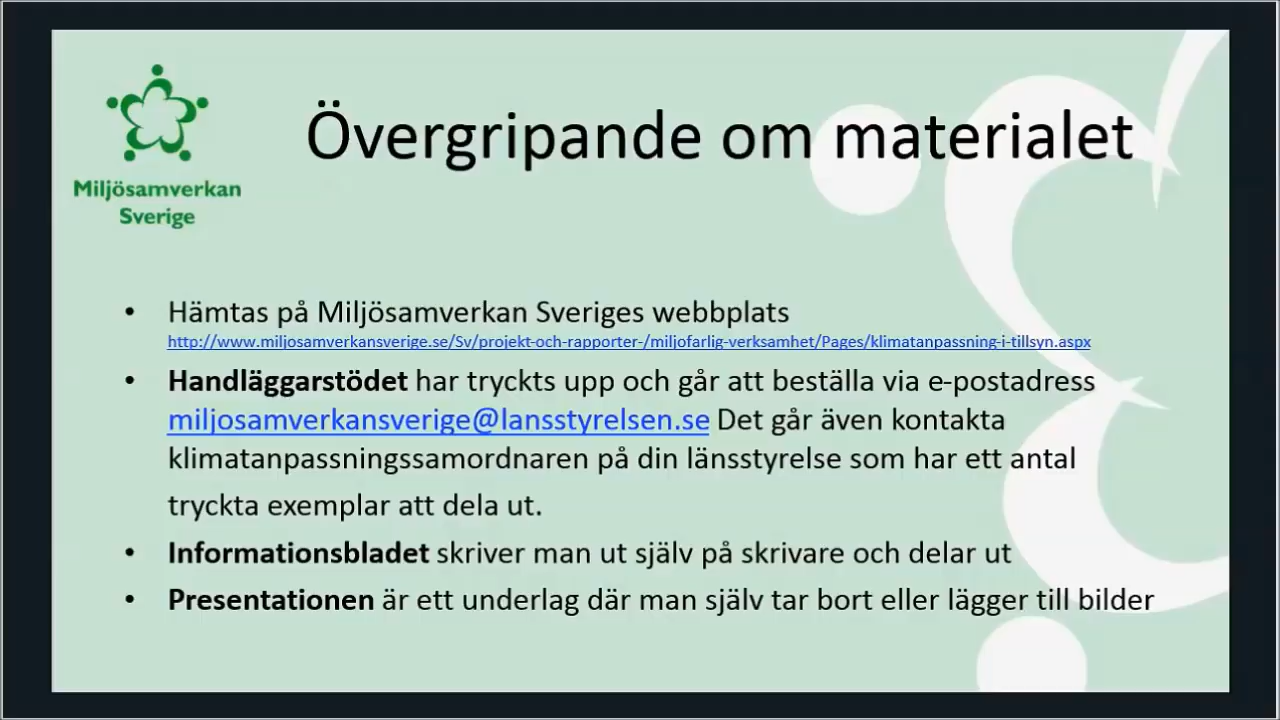 Miljösamverkan
Sverige
Övergripande om materialet
• Hämtas på Miljösamverkan Sveriges webbplats
http://www.miljosamverkansverige.se/Sv/projekt-och-rapporter-/miljofarlig-verksamhet/Pages/klimatanpassning-i-tillsyn.aspx
• Handläggarstödet har tryckts upp och går att beställa via e-postadress
miljosamverkansverige@lansstyrelsen.se Det går även kontakta
klimatanpassningssamordnaren på din länsstyrelse som har ett antal
tryckta exemplar att dela ut.
• Informationsbladet skriver man ut själv på skrivare och delar ut
• Presentationen är ett underlag där man själv tar bort eller lägger till bilder